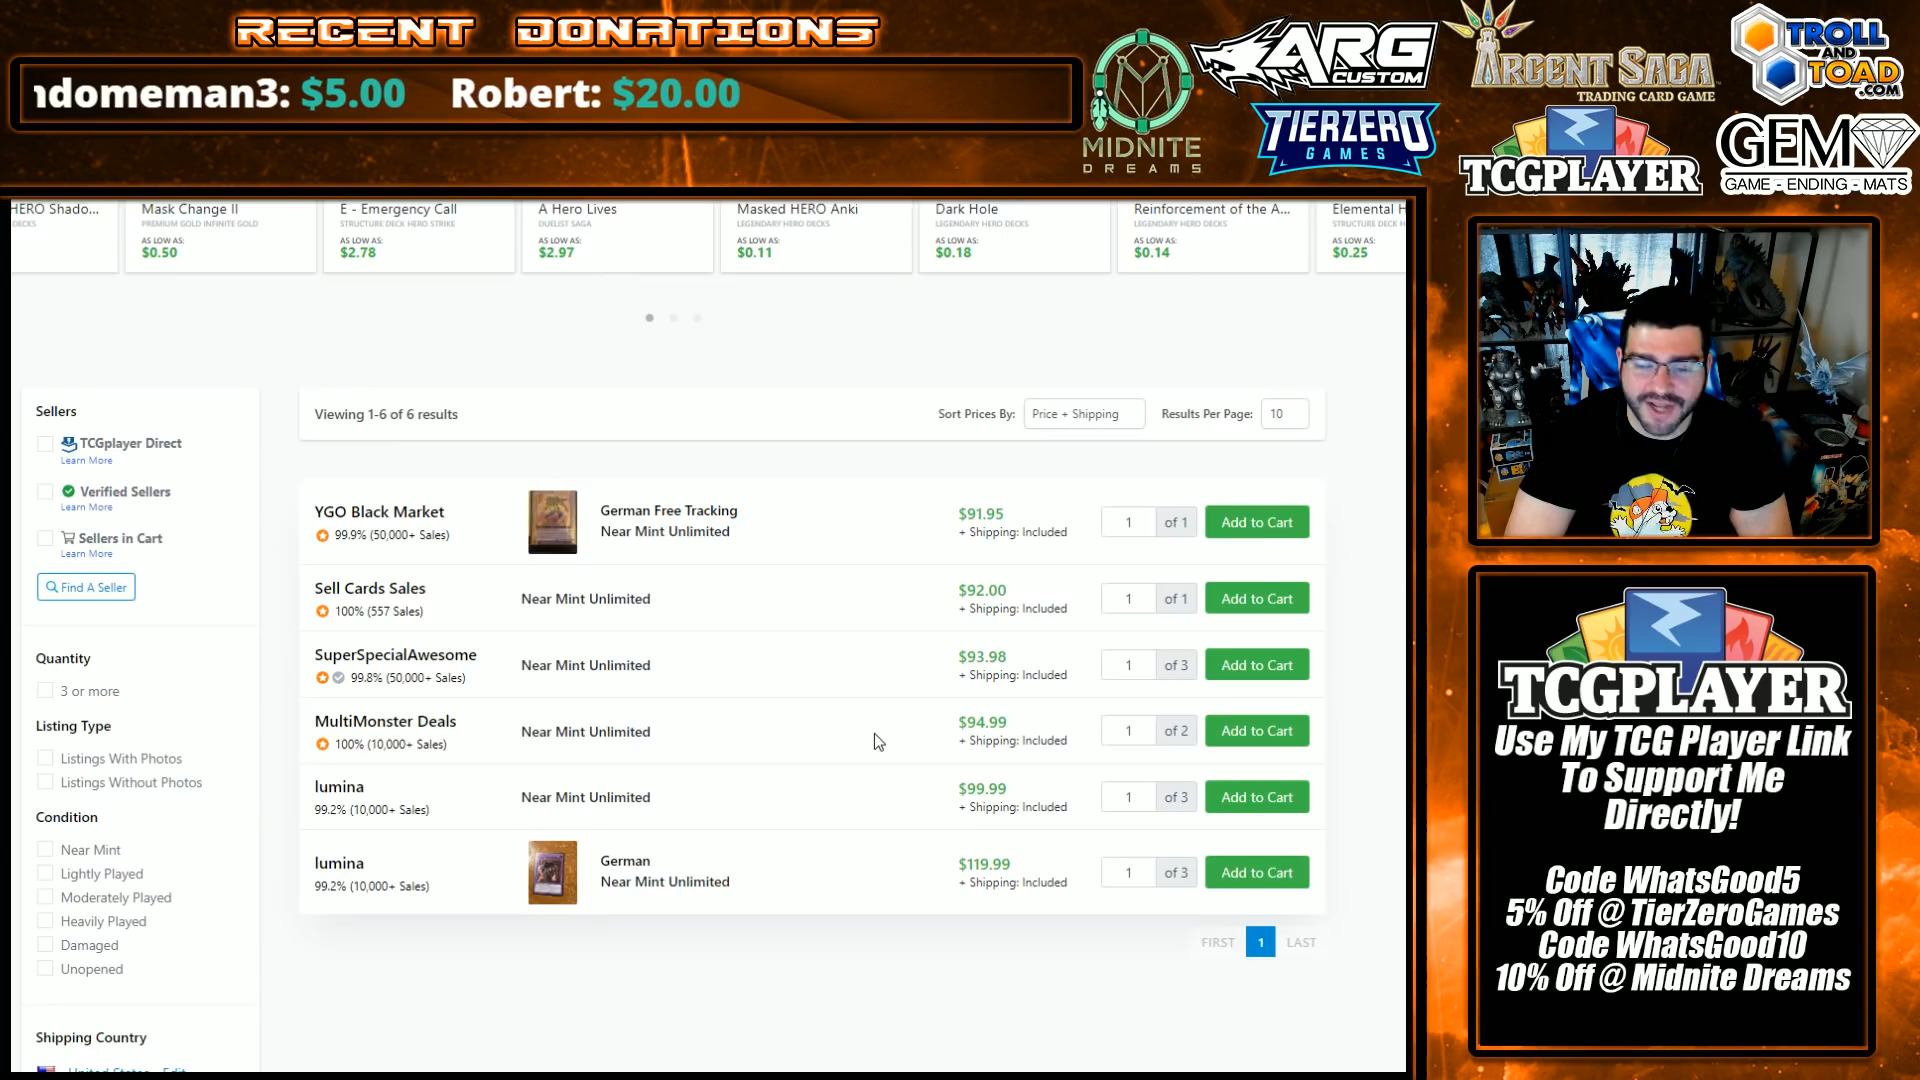 RECENT DONATIONS
ndomeman3: $5.00 Robert: $20.00
MIDNITE
DREAMS
ARG
CUSTOM
TIERZERO
GAMES
ARGENT SAGA
TRADING CARD GAME
TROLL
AND
TOAD
.COM
TCGPLAYER
GEM
GAME-ENDING-MATS
HERO Shado...
DECKS
Mask Change II
PREMIUM GOLD INFINITE GOLD
AS LOW AS:
$0.50
E - Emergency Call
STRUCTURE DECK HERO STRIKE
AS LOW AS:
$2.78
A Hero Lives
DUELIST SAGA
AS LOW AS:
$2.97
Masked HERO Anki
LEGENDARY HERO DECKS
AS LOW AS:
$0.11
Dark Hole
LEGENDARY HERO DECKS
AS LOW AS:
$0.18
Reinforcement of the A...
LEGENDARY HERO DECKS
AS LOW AS:
$0.14
Elemental H
STRUCTURE DECK H
AS LOW AS:
$0.25
Sellers
TCGplayer Direct
Learn More
Verified Sellers
Learn More
Sellers in Cart
Learn More
Find A Seller
Quantity
3 or more
Listing Type
Listings With Photos
Listings Without Photos
Condition
Near Mint
Lightly Played
Moderately Played
Heavily Played
Damaged
Unopened
Shipping Country
United States - Edit
Viewing 1-6 of 6 results
Sort Prices By: Price + Shipping Results Per Page: 10
YGO Black Market
99.9% (50,000+ Sales)
German Free Tracking
Near Mint Unlimited
$91.95
+ Shipping: Included
1 of 1 Add to Cart
Sell Cards Sales
100% (557 Sales)
Near Mint Unlimited
$92.00
+ Shipping: Included
1 of 1 Add to Cart
SuperSpecialAwesome
99.8% (50,000+ Sales)
Near Mint Unlimited
$93.98
+ Shipping: Included
1 of 3 Add to Cart
MultiMonster Deals
100% (10,000+ Sales)
Near Mint Unlimited
$94.99
+ Shipping: Included
1 of 2 Add to Cart
lumina
99.2% (10,000+ Sales)
Near Mint Unlimited
$99.99
+ Shipping: Included
1 of 3 Add to Cart
lumina
99.2% (10,000+ Sales)
German
Near Mint Unlimited
$119.99
+ Shipping: Included
1 of 3 Add to Cart
FIRST 1 LAST
TCGPLAYER
Use My TCG Player Link
To Support Me
Directly!
Code WhatsGood5
5% Off @ TierZeroGames
Code WhatsGood10
10% Off @ Midnite Dreams